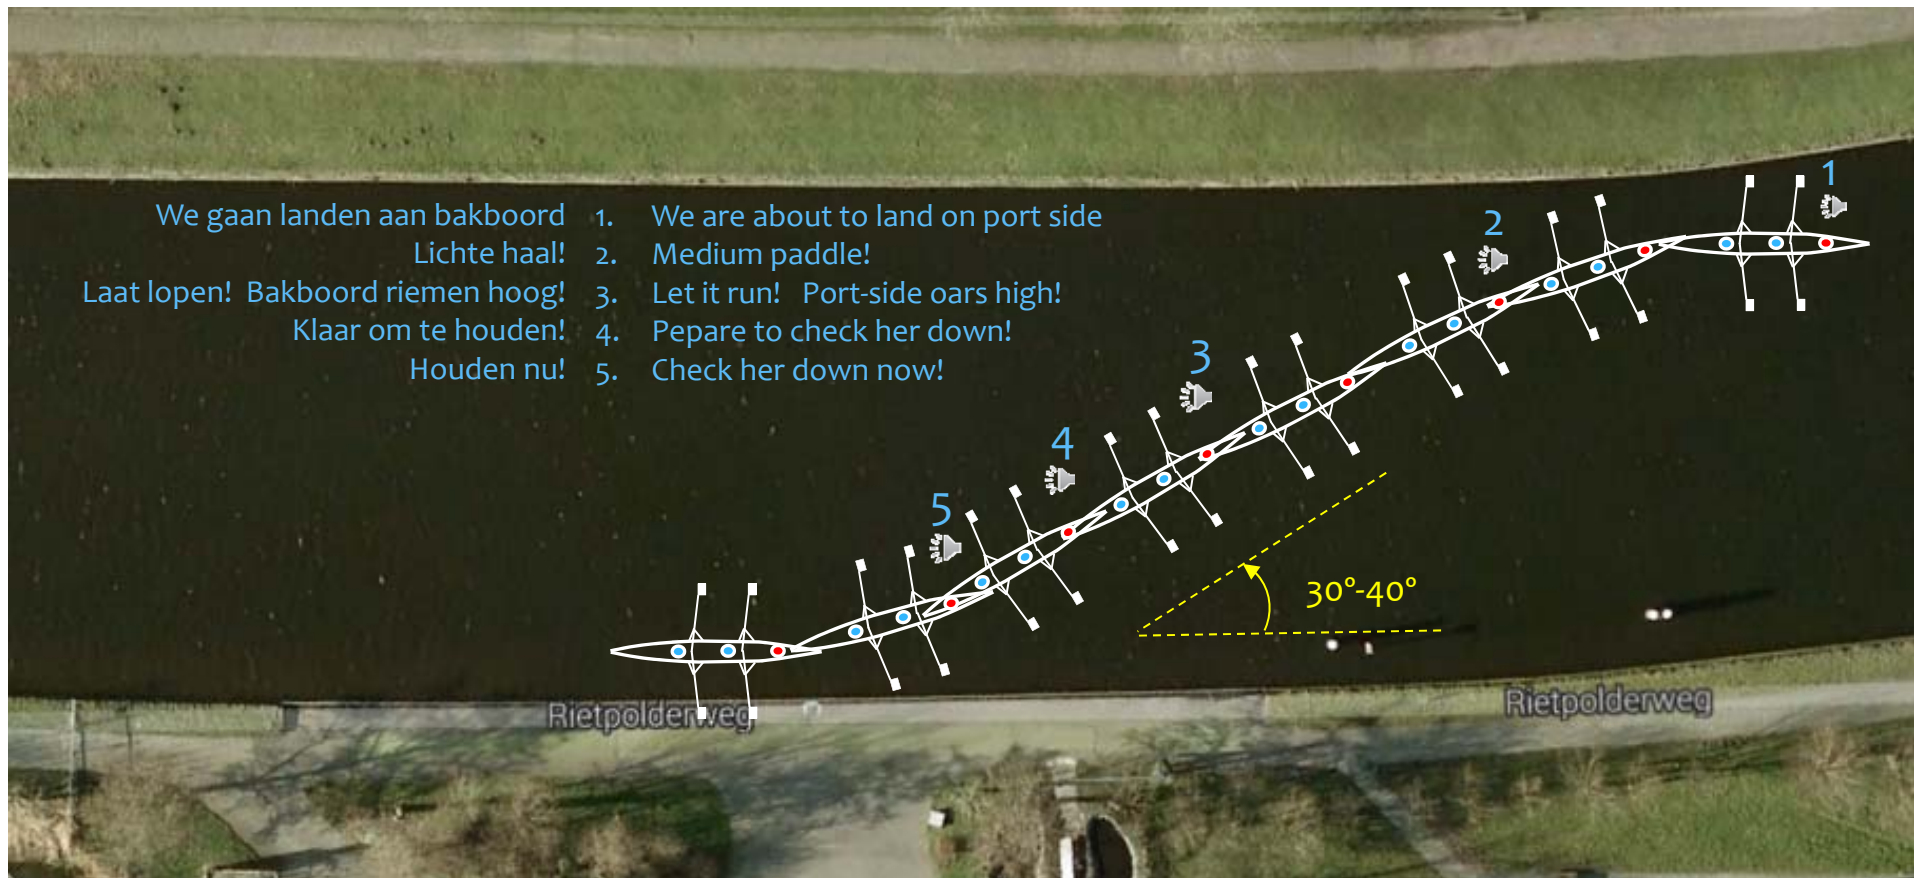 1
2
We gaan landen aan bakboord 1. We are about to land on port side
Lichte haal! 2. Medium paddle!
Laat lopen! Bakboord riemen hoog! 3. Let it run! Port-side oars high!
Klaar om te houden! 4. Pepare to check her down!
Houden nu! 5. Check her down now!
3
4
5
30°-40°
Rietpolderweg
Rietpolderweg